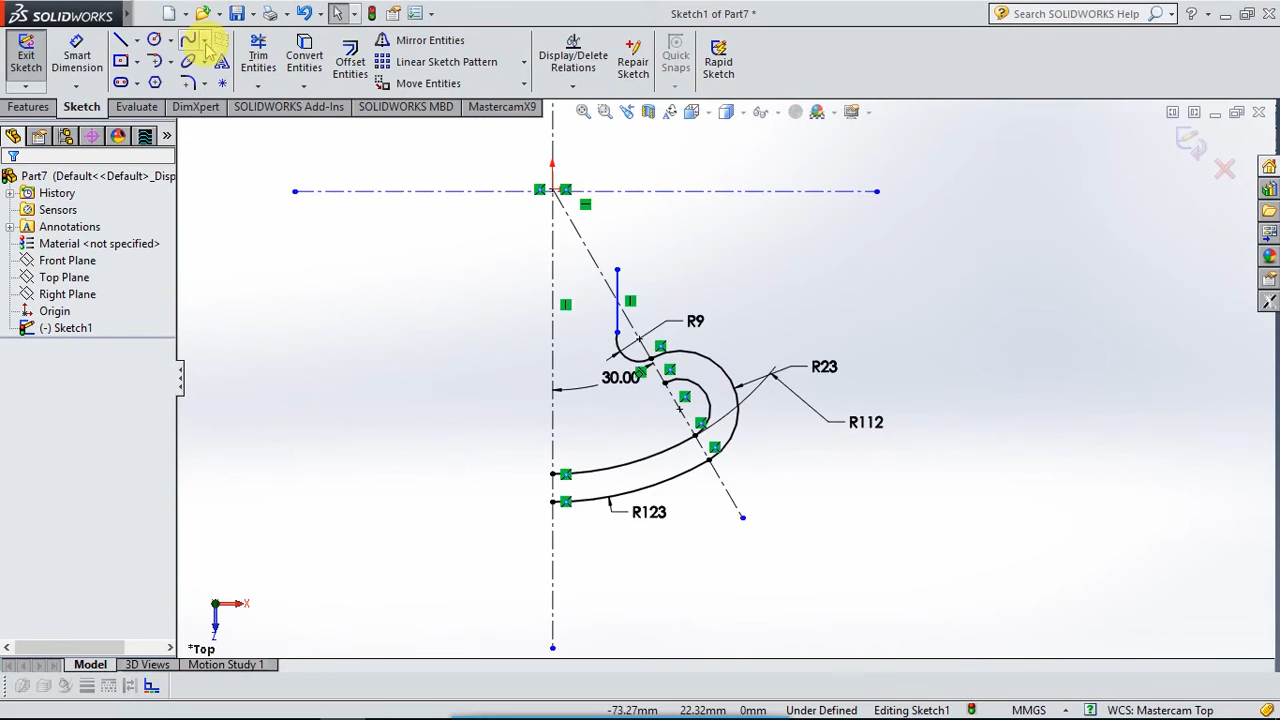 SOLIDWORKS
Sketch1 of Part7 *
Search SOLIDWORKS Help
Exit Sketch
Smart Dimension
Trim Entities
Convert Entities
Offset Entities
Mirror Entities
Linear Sketch Pattern
Move Entities
Display/Delete Relations
Repair Sketch
Quick Snaps
Rapid Sketch
Features
Sketch
Evaluate
DimXpert
SOLIDWORKS Add-Ins
SOLIDWORKS MBD
MastercamX9
Part7 (Default<<Default>_Disp
History
Sensors
Annotations
Material <not specified>
Front Plane
Top Plane
Right Plane
Origin
(-) Sketch1
R9
30.00
R23
R112
R123
X
Z
*Top
Model
3D Views
Motion Study 1
-73.27mm
22.32mm
0mm
Under Defined
Editing Sketch1
MMGS
WCS: Mastercam Top